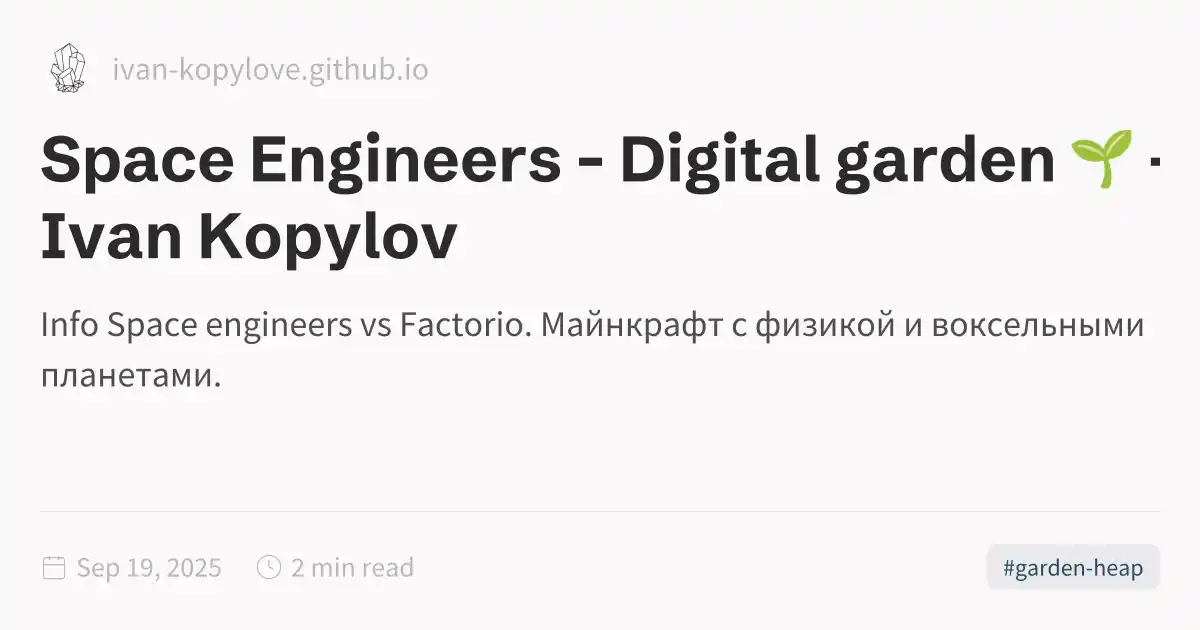 ivan-kopylove.github.io
Space Engineers - Digital garden 🌱 ·
Ivan Kopylov
Info Space engineers vs Factorio. Майнкрафт с физикой и воксельными
планетами.
Sep 19, 2025 2 min read #garden-heap